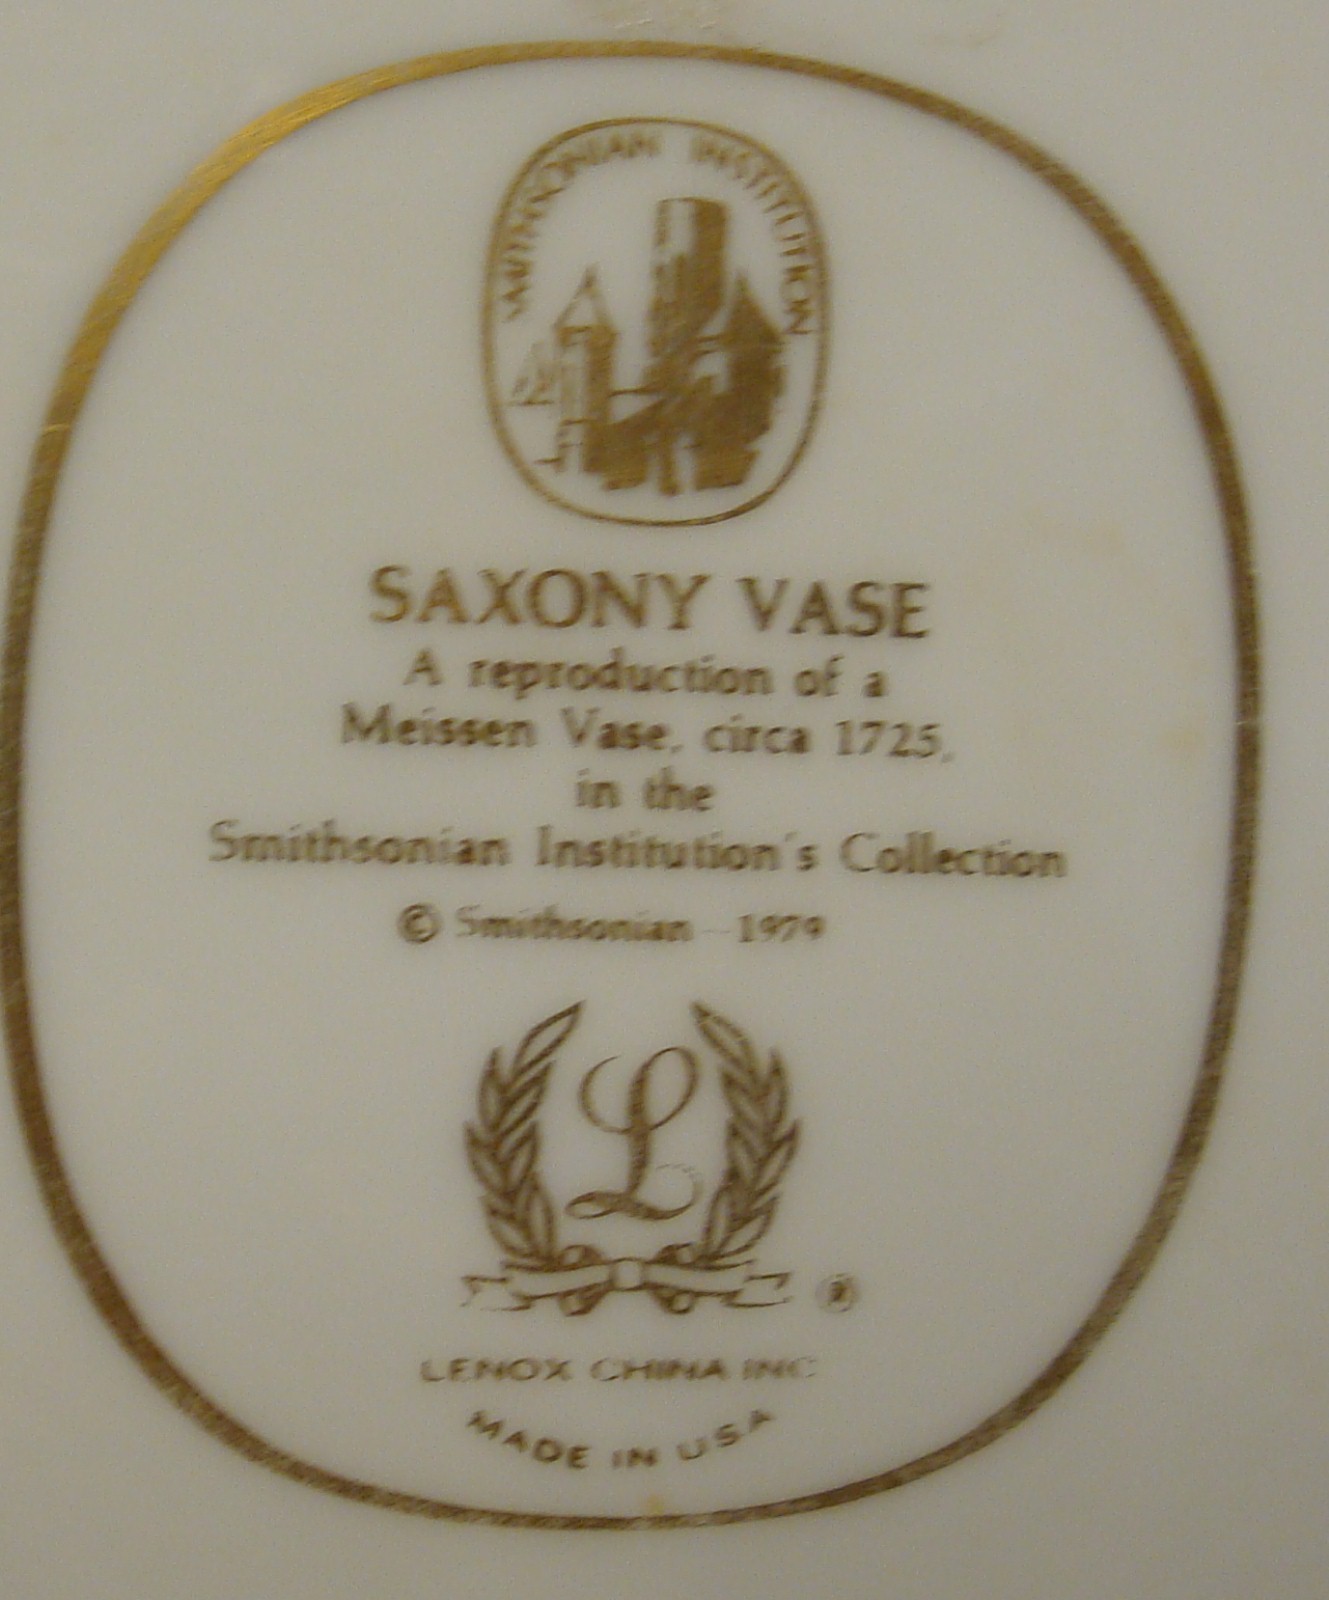 SMITHSONIAN INSTITUTION
SAXONY VASE
A reproduction of a
Meissen Vase, circa 1725,
in the
Smithsonian Institution's Collection
© Smithsonian – 1979
L
®
LENOX CHINA INC
MADE IN USA